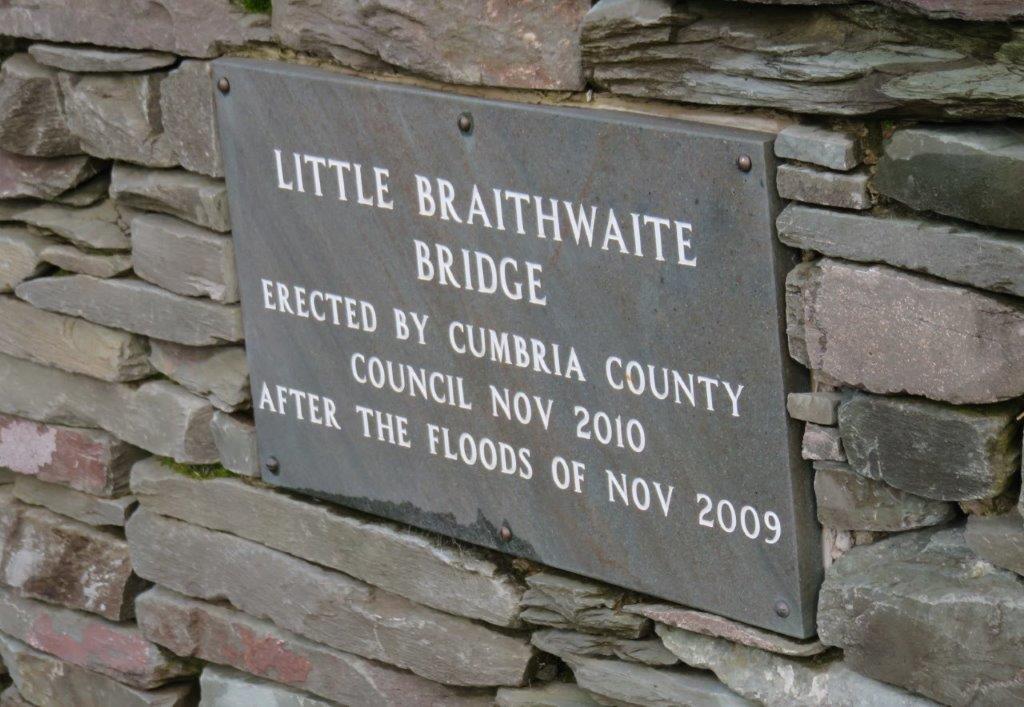 LITTLE BRAITHWAITE
BRIDGE
ERECTED BY CUMBRIA COUNTY
COUNCIL NOV 2010
AFTER THE FLOODS OF NOV 2009